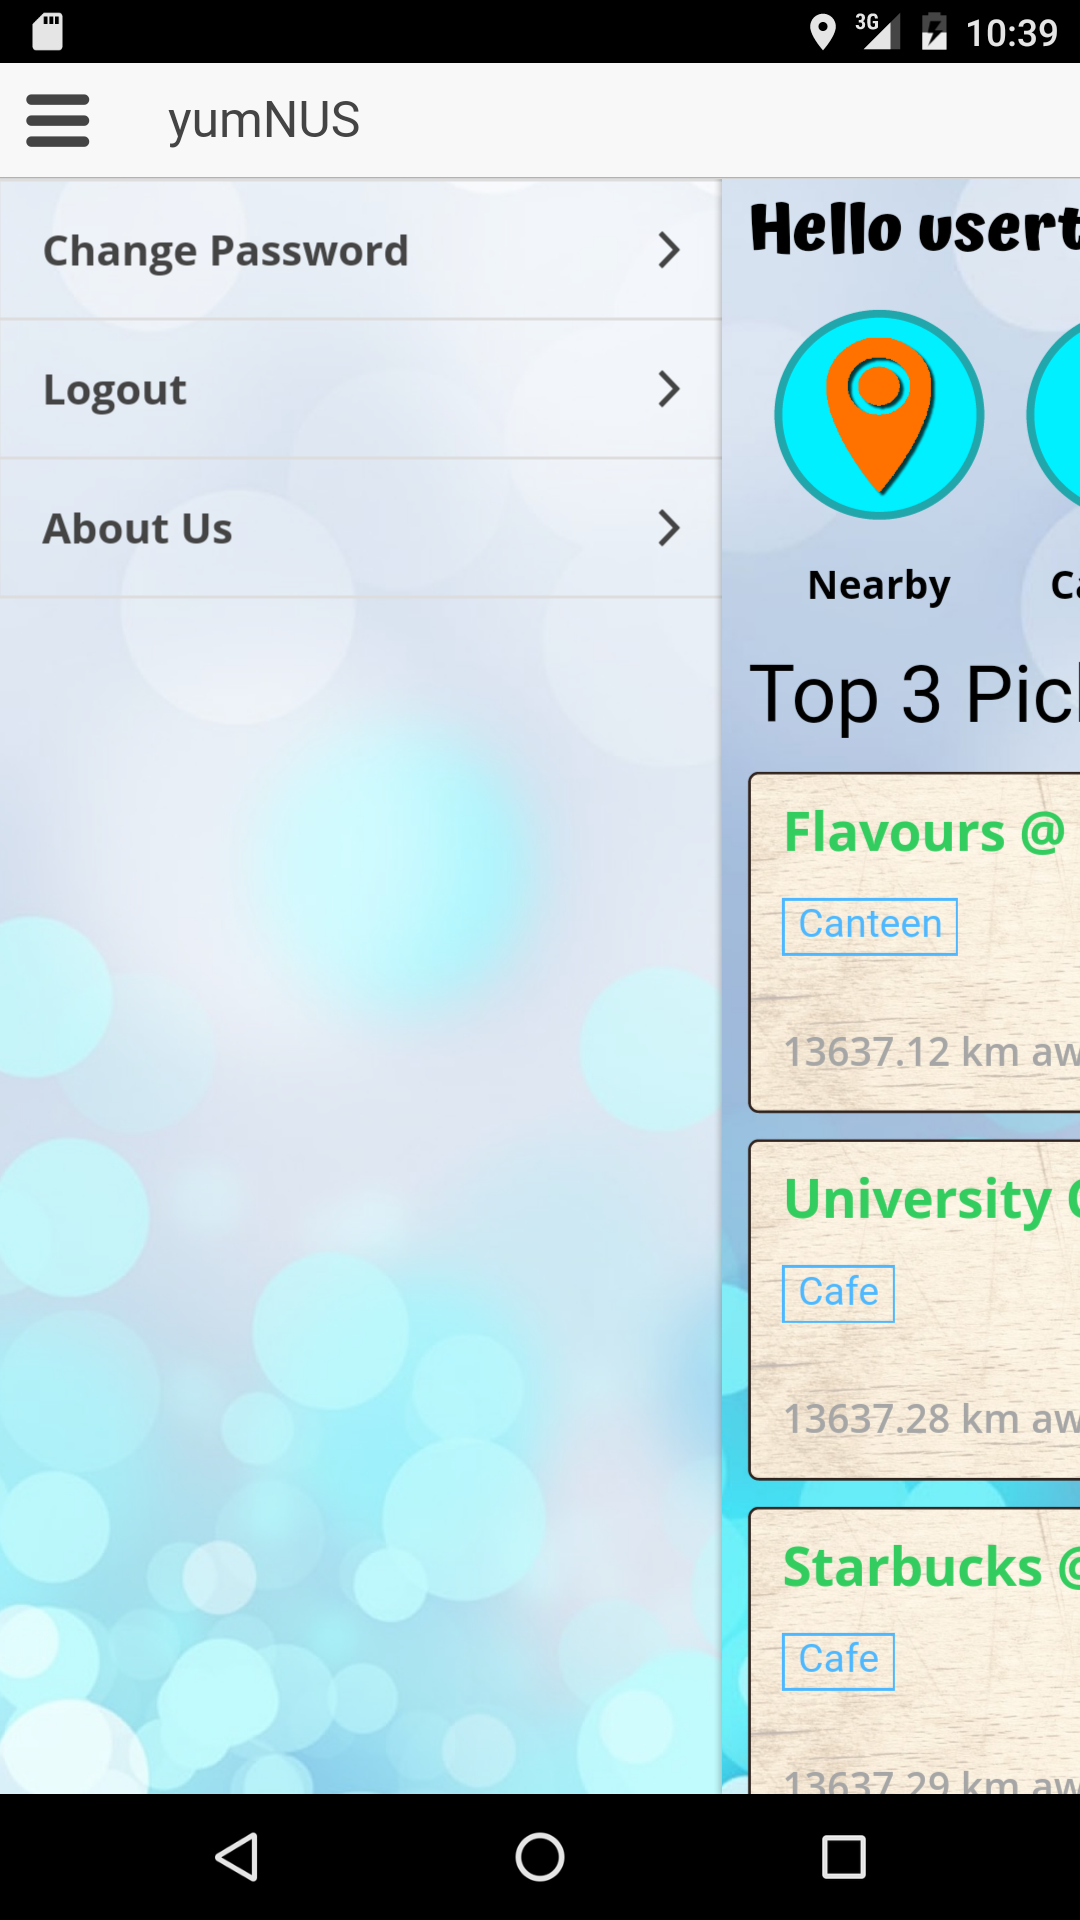 3G 10:39
yumNUS
Change Password
Logout
About Us
Hello usert
Nearby
Ca
Top 3 Pick
Flavours @
Canteen
13637.12 km aw
University
Cafe
13637.28 km aw
Starbucks @
Cafe
13637.29 km aw